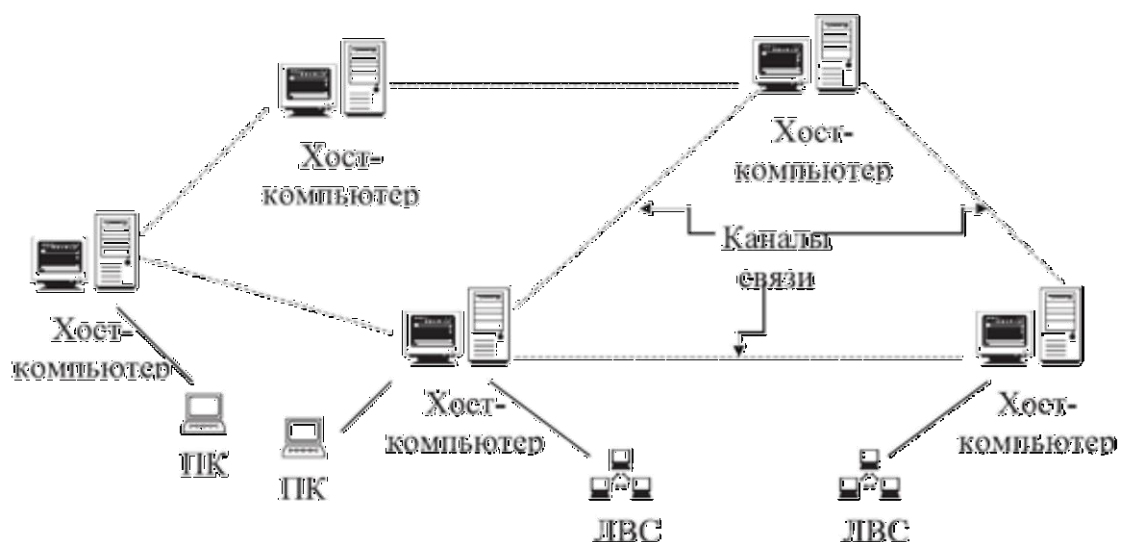 Хост-
компьютер
Хост-
компьютер
Каналы
связи
Хост-
компьютер
Хост-
компьютер
Хост-
компьютер
ПК
ПК
ЛВС
ЛВС